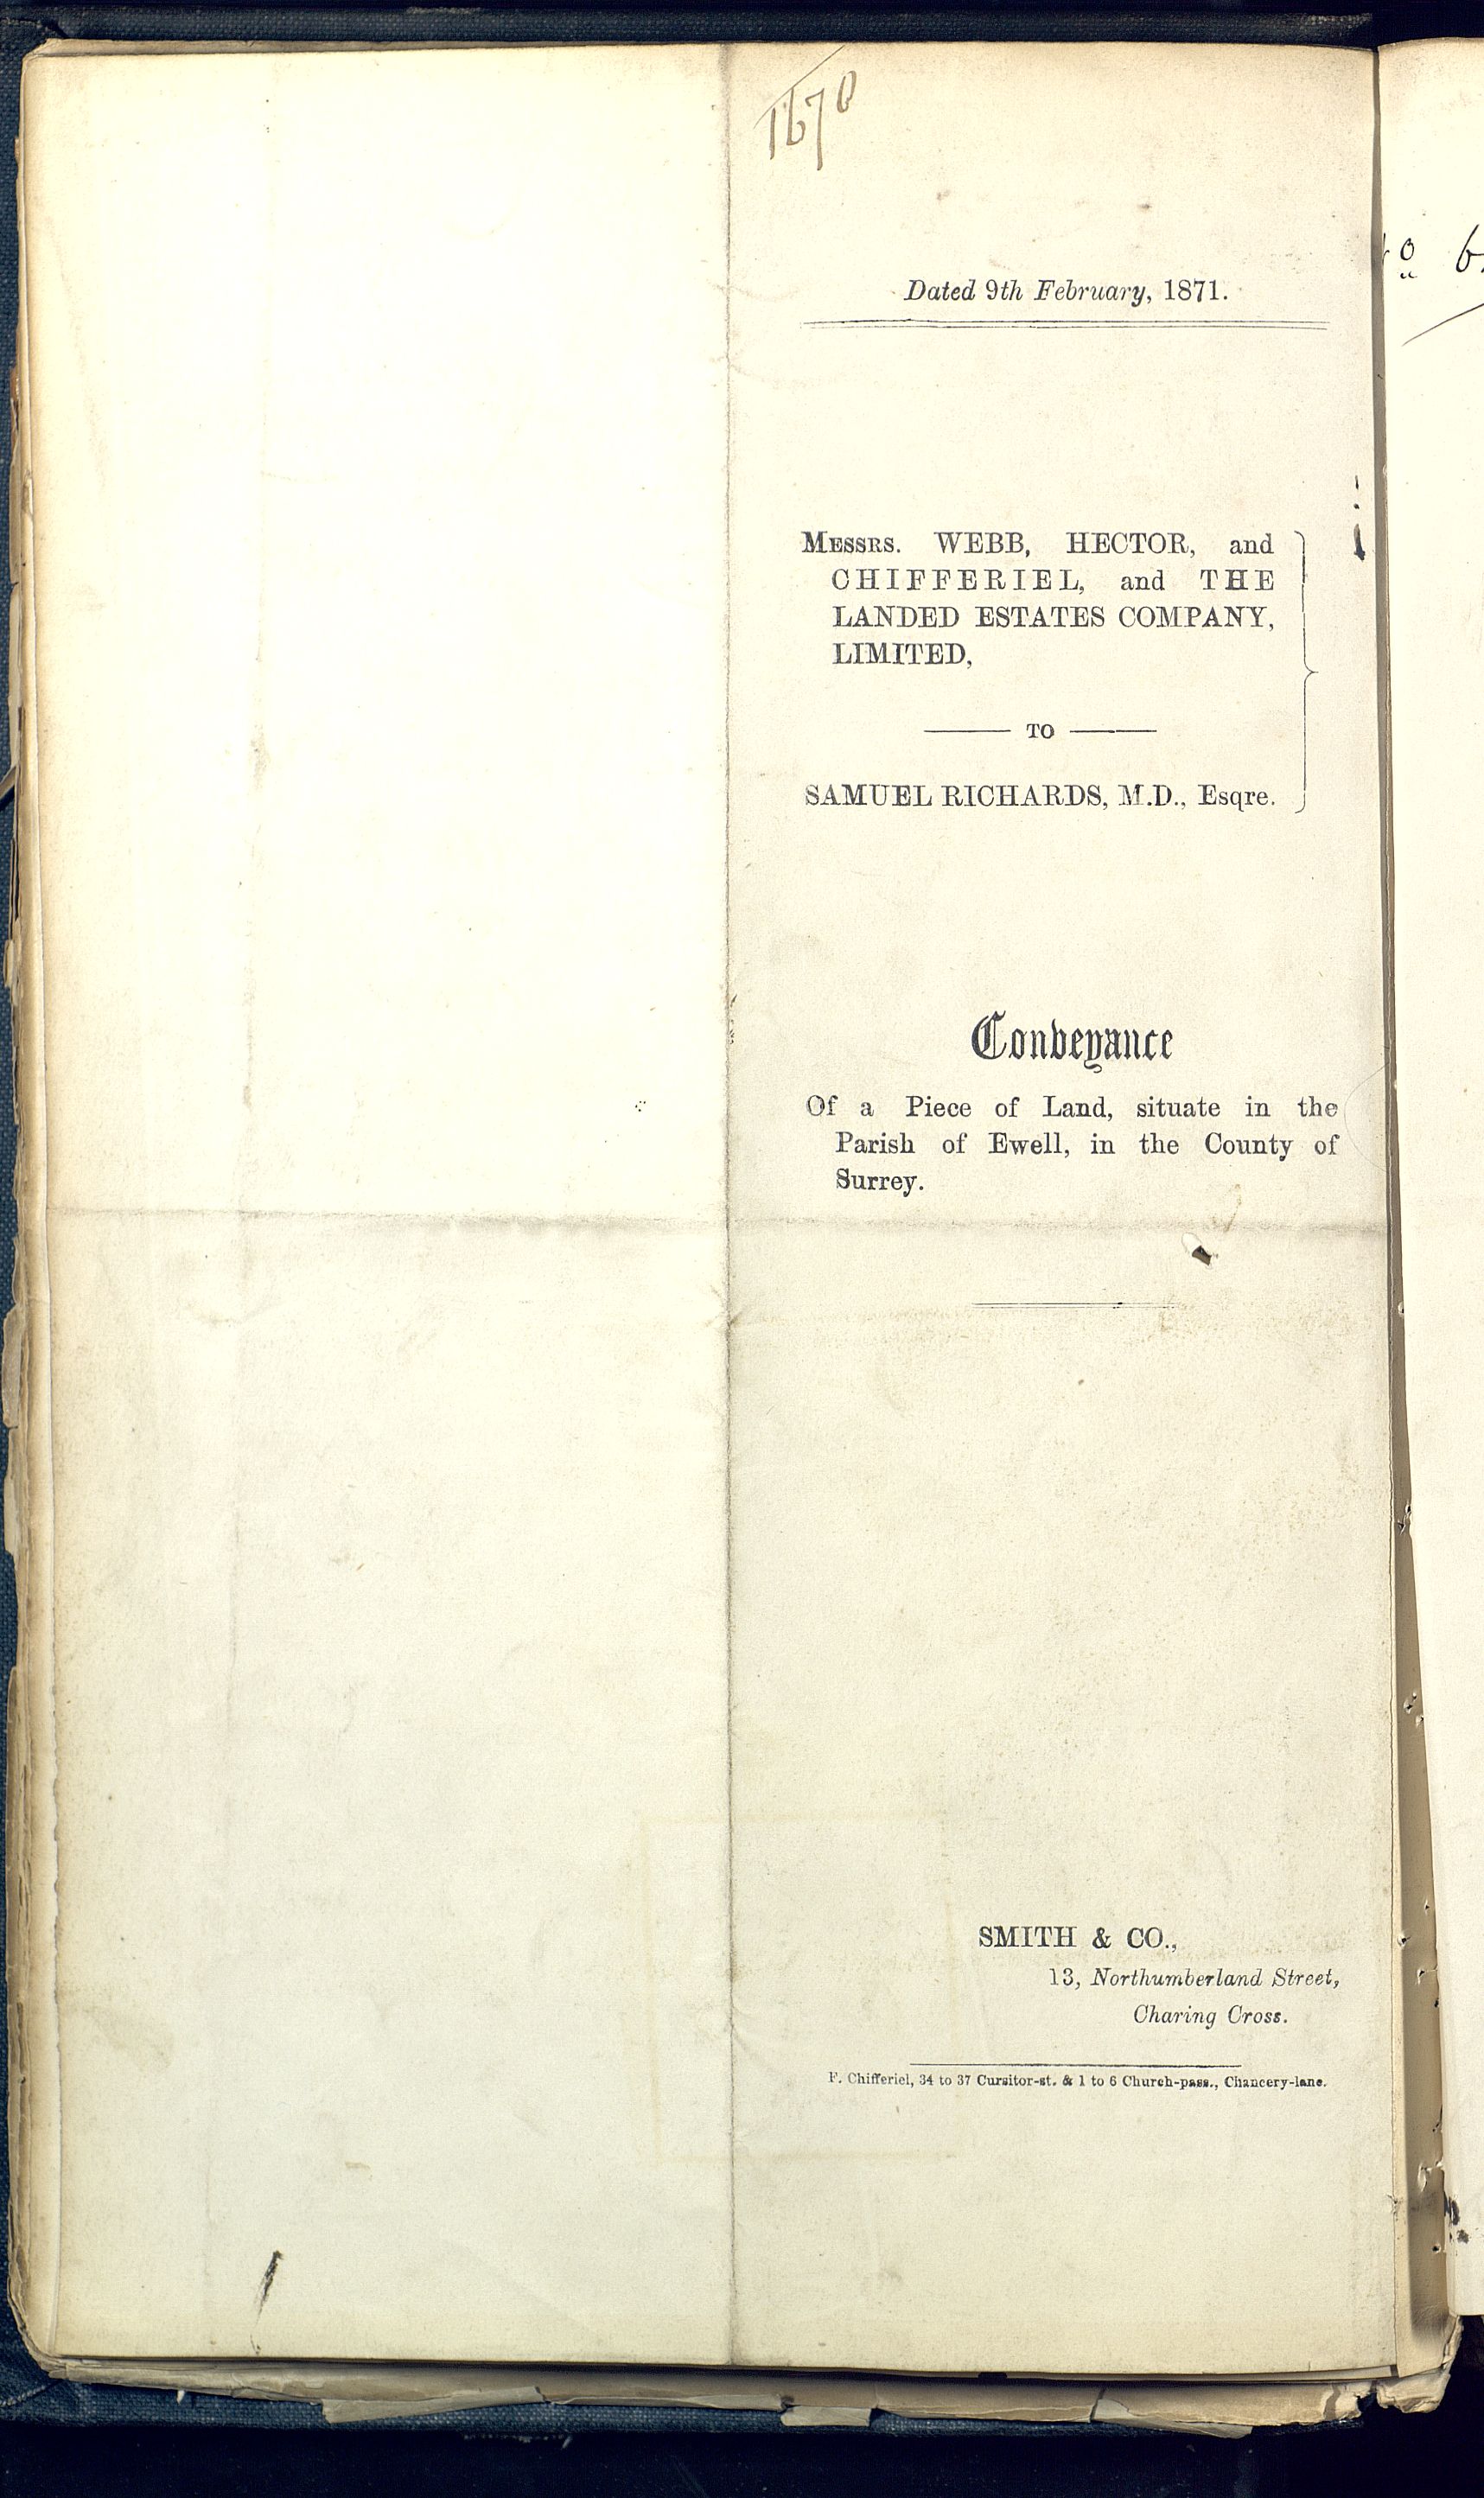 1670
Dated 9th February, 1871.
MESSRS. WEBB, HECTOR, and
CHIFFERIEL, and THE
LANDED ESTATES COMPANY,
LIMITED,
TO
SAMUEL RICHARDS, M.D., Esqre.
Conveyance
Of a Piece of Land, situate in the
Parish of Ewell, in the County of
Surrey.
SMITH & CO.,
13, Northumberland Street,
Charing Cross.
F. Chifferiel, 34 to 37 Cursitor-st. & 1 to 6 Church-pass., Chancery-lane.